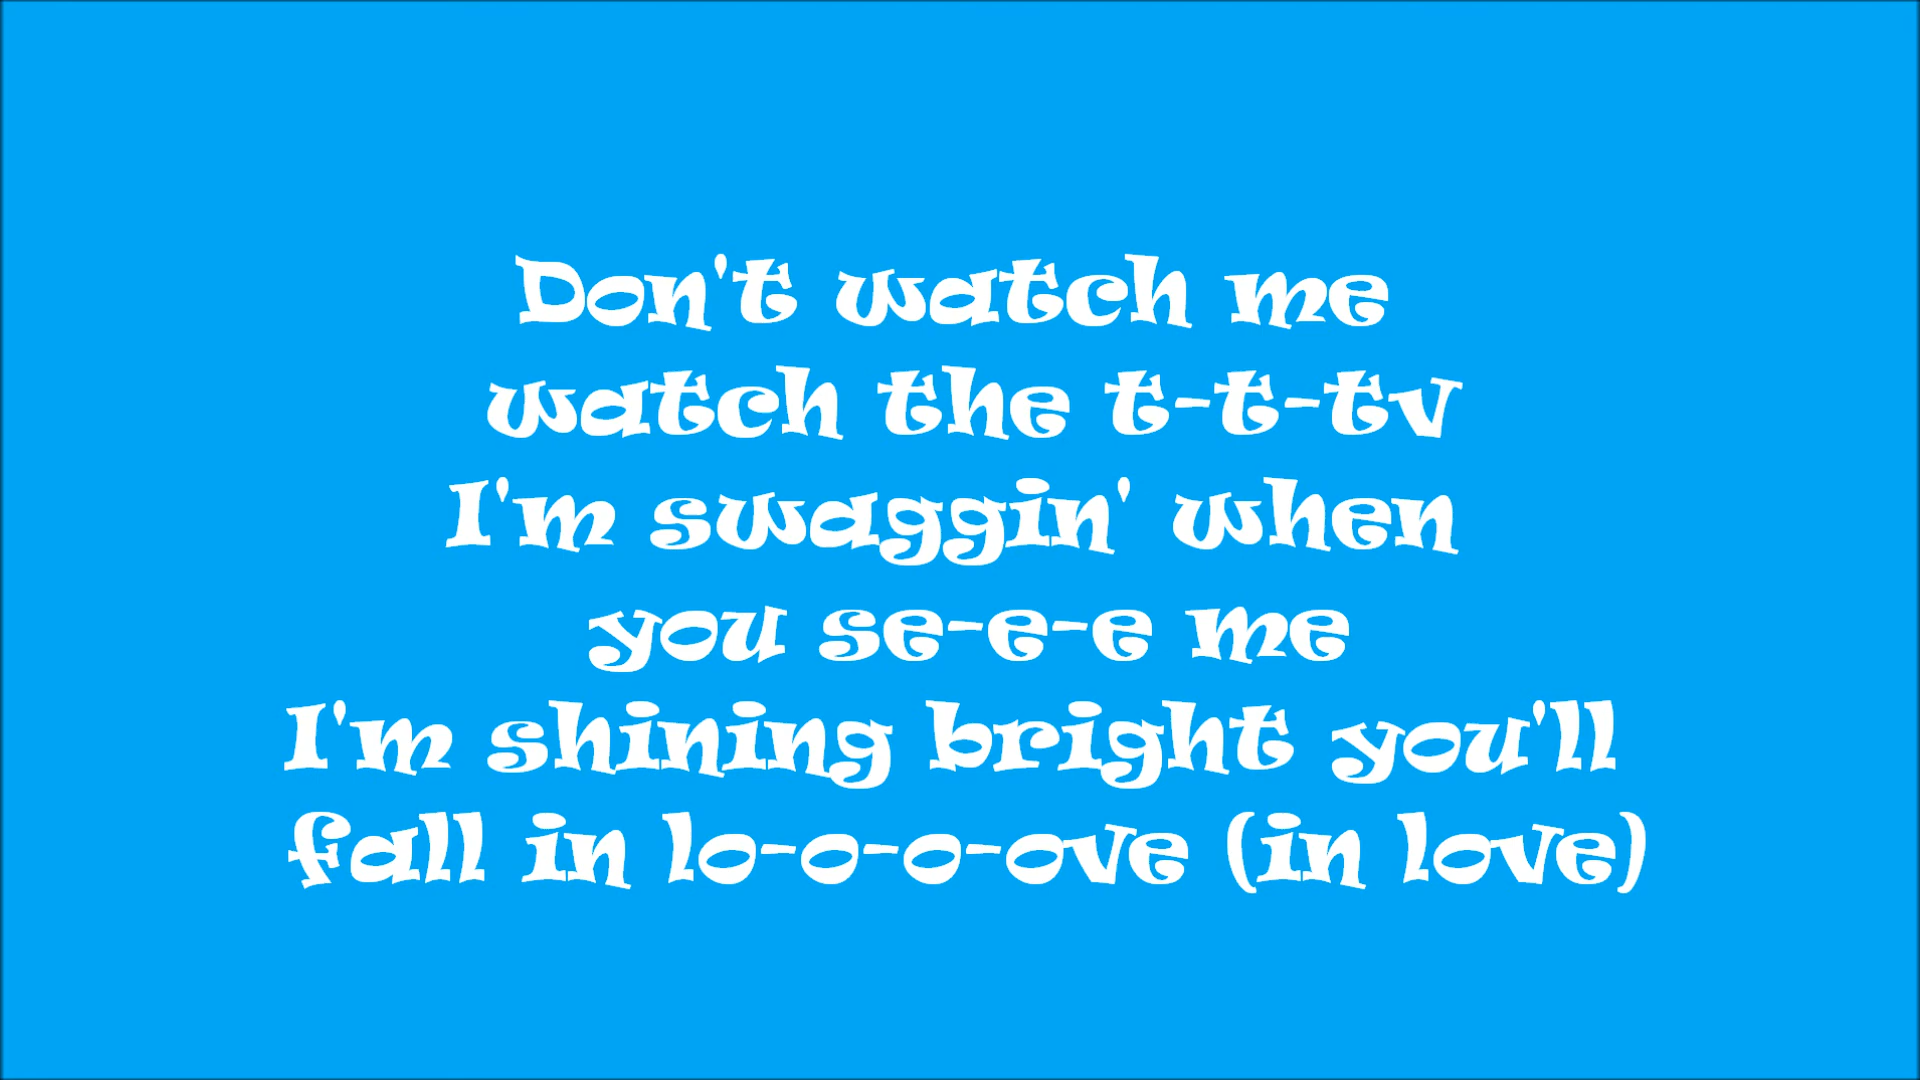 Don't watch me
watch the t-t-tv
I'm swaggin' when
you se-e-e me
I'm shining bright you'll
fall in lo-o-o-ove (in love)